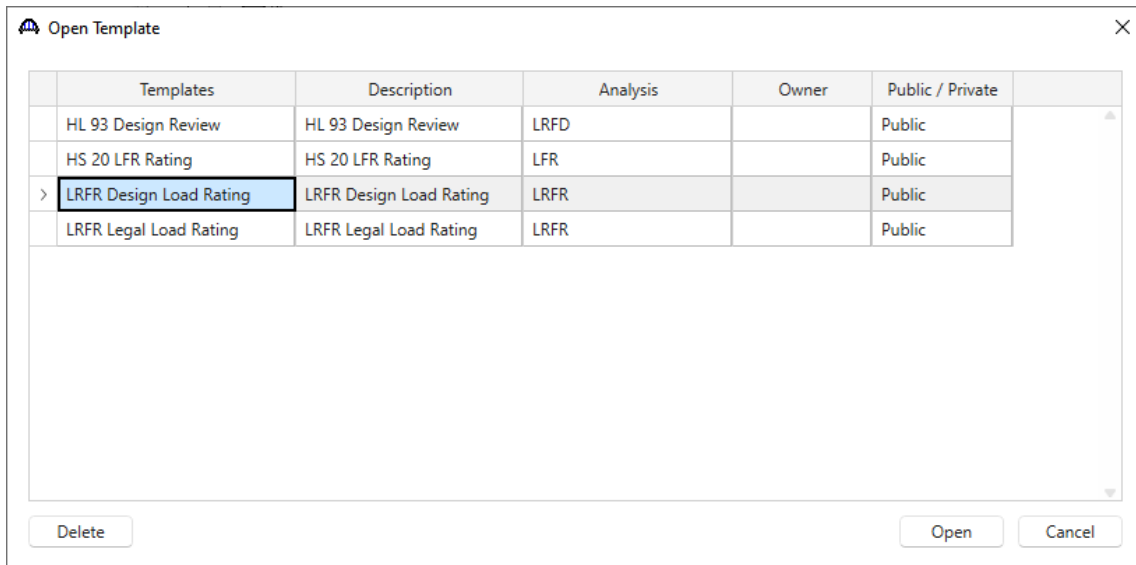 Open Template
Templates Description Analysis Owner Public / Private
HL 93 Design Review HL 93 Design Review LRFD Public
HS 20 LFR Rating HS 20 LFR Rating LFR Public
LRFR Design Load Rating LRFR Design Load Rating LRFR Public
LRFR Legal Load Rating LRFR Legal Load Rating LRFR Public
Delete Open Cancel